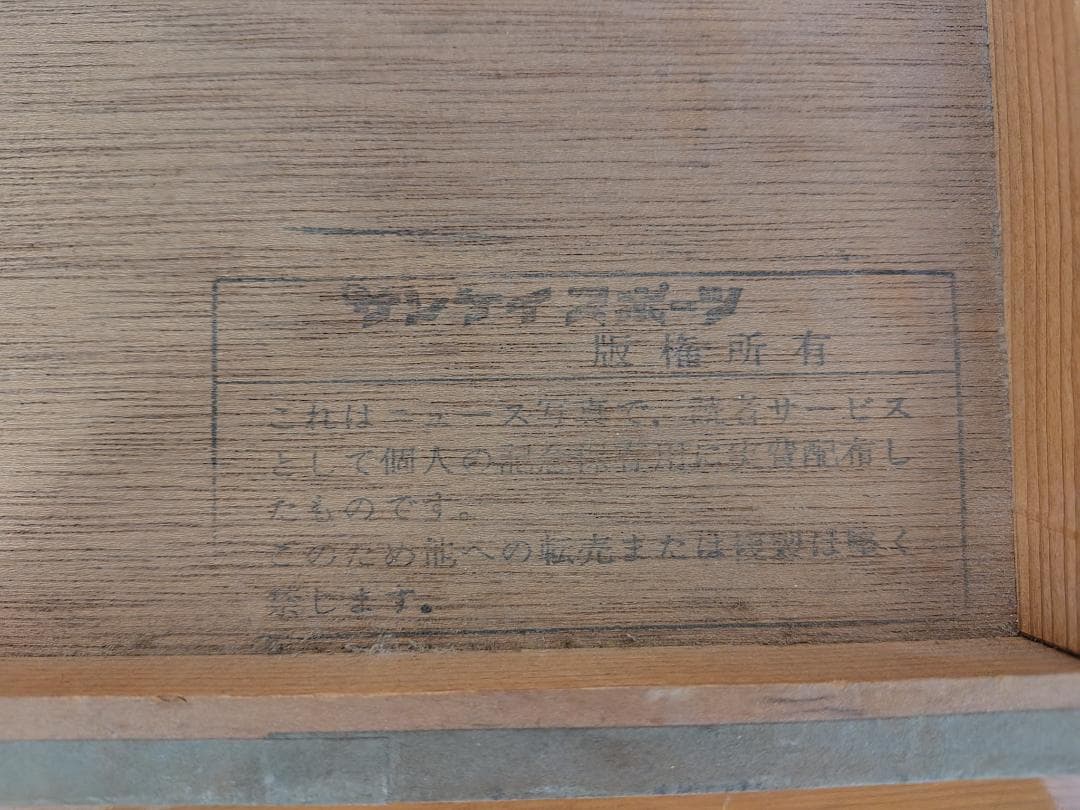 サンケイスポーツ
版権所有
これはニュース写真で、読者サービス
として個人の記念保存用に実費配布し
たものです。
このため他への転売または複製は堅く
禁じます。